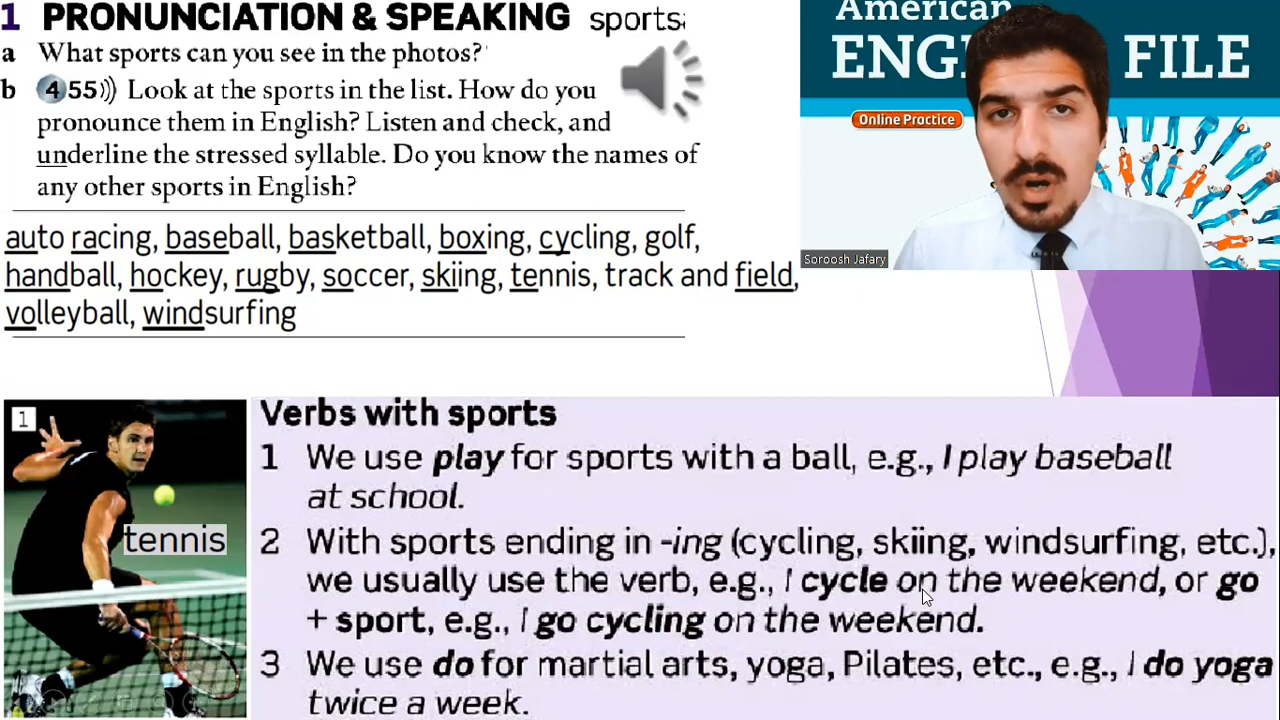 1 PRONUNCIATION & SPEAKING sports
a What sports can you see in the photos?
b 4 55)) Look at the sports in the list. How do you
pronounce them in English? Listen and check, and
underline the stressed syllable. Do you know the names of
any other sports in English?
auto racing, baseball, basketball, boxing, cycling, golf,
handball, hockey, rugby, soccer, skiing, tennis, track and field,
volleyball, windsurfing
American
ENG FILE
Online Practice
Soroosh Jafary
1
tennis
Verbs with sports
1 We use play for sports with a ball, e.g., I play baseball
at school.
2 With sports ending in -ing (cycling, skiing, windsurfing, etc.),
we usually use the verb, e.g., I cycle on the weekend, or go
+ sport, e.g., I go cycling on the weekend.
3 We use do for martial arts, yoga, Pilates, etc., e.g., I do yoga
twice a week.